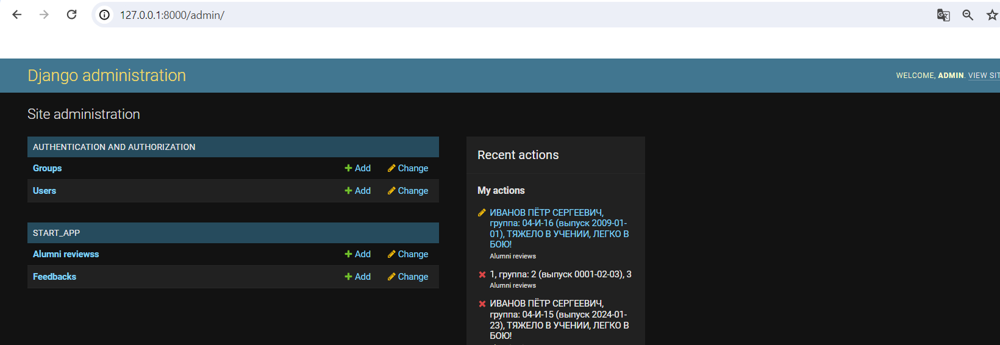 127.0.0.1:8000/admin/
Django administration
WELCOME, ADMIN. VIEW SIT
Site administration
AUTHENTICATION AND AUTHORIZATION
Groups Add Change
Users Add Change
START_APP
Alumni reviewss Add Change
Feedbacks Add Change
Recent actions
My actions
ИВАНОВ ПЁТР СЕРГЕЕВИЧ,
группа: 04-И-16 (выпуск 2009-01-
01), ТЯЖЕЛО В УЧЕНИИ, ЛЕГКО В
БОЮ!
Alumni reviews
1, группа: 2 (выпуск 0001-02-03), 3
Alumni reviews
ИВАНОВ ПЁТР СЕРГЕЕВИЧ,
группа: 04-И-15 (выпуск 2024-01-
23), ТЯЖЕЛО В УЧЕНИИ, ЛЕГКО В
БОЮ!